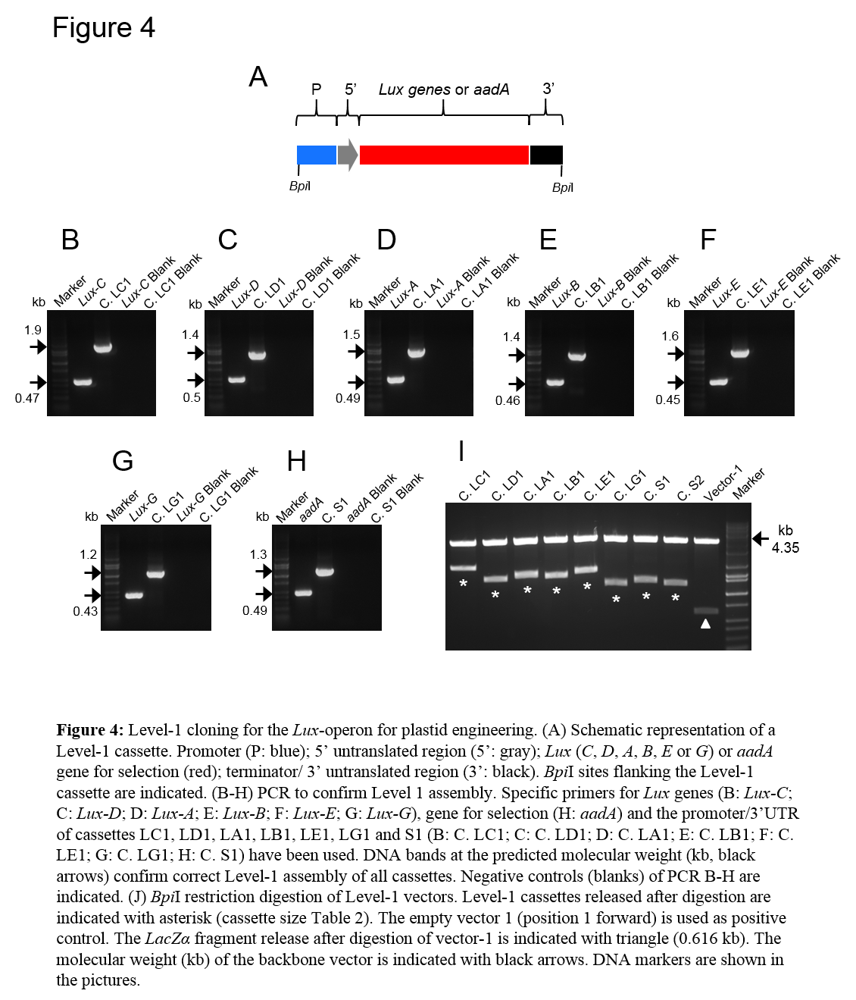 Figure 4
A
P
5’
Lux genes or aadA
3’
BpiI
BpiI
B
kb
Marker
Lux-C
C. LC1
Lux-C Blank
C. LC1 Blank
1.9
0.47
C
kb
Marker
Lux-D
C. LD1
Lux-D Blank
C. LD1 Blank
1.4
0.5
D
kb
Marker
Lux-A
C. LA1
Lux-A Blank
C. LA1 Blank
1.5
0.49
E
kb
Marker
Lux-B
C. LB1
Lux-B Blank
C. LB1 Blank
1.4
0.46
F
kb
Marker
Lux-E
C. LE1
Lux-E Blank
C. LE1 Blank
1.6
0.45
G
kb
Marker
Lux-G
C. LG1
Lux-G Blank
C. LG1 Blank
1.2
0.43
H
kb
Marker
aadA
C. S1
aadA Blank
C. S1 Blank
1.3
0.49
I
C. LC1
C. LD1
C. LA1
C. LB1
C. LE1
C. LG1
C. S1
C. S2
Vector-1
Marker
kb
4.35
* * * * * * * *
Figure 4: Level-1 cloning for the Lux-operon for plastid engineering. (A) Schematic representation of a
Level-1 cassette. Promoter (P: blue); 5’ untranslated region (5’: gray); Lux (C, D, A, B, E or G) or aadA
gene for selection (red); terminator/ 3’ untranslated region (3’: black). BpiI sites flanking the Level-1
cassette are indicated. (B-H) PCR to confirm Level 1 assembly. Specific primers for Lux genes (B: Lux-C;
C: Lux-D; D: Lux-A; E: Lux-B; F: Lux-E; G: Lux-G), gene for selection (H: aadA) and the promoter/3’UTR
of cassettes LC1, LD1, LA1, LB1, LE1, LG1 and S1 (B: C. LC1; C: C. LD1; D: C. LA1; E: C. LB1; F: C.
LE1; G: C. LG1; H: C. S1) have been used. DNA bands at the predicted molecular weight (kb, black
arrows) confirm correct Level-1 assembly of all cassettes. Negative controls (blanks) of PCR B-H are
indicated. (J) BpiI restriction digestion of Level-1 vectors. Level-1 cassettes released after digestion are
indicated with asterisk (cassette size Table 2). The empty vector 1 (position 1 forward) is used as positive
control. The LacZα fragment release after digestion of vector-1 is indicated with triangle (0.616 kb). The
molecular weight (kb) of the backbone vector is indicated with black arrows. DNA markers are shown in
the pictures.